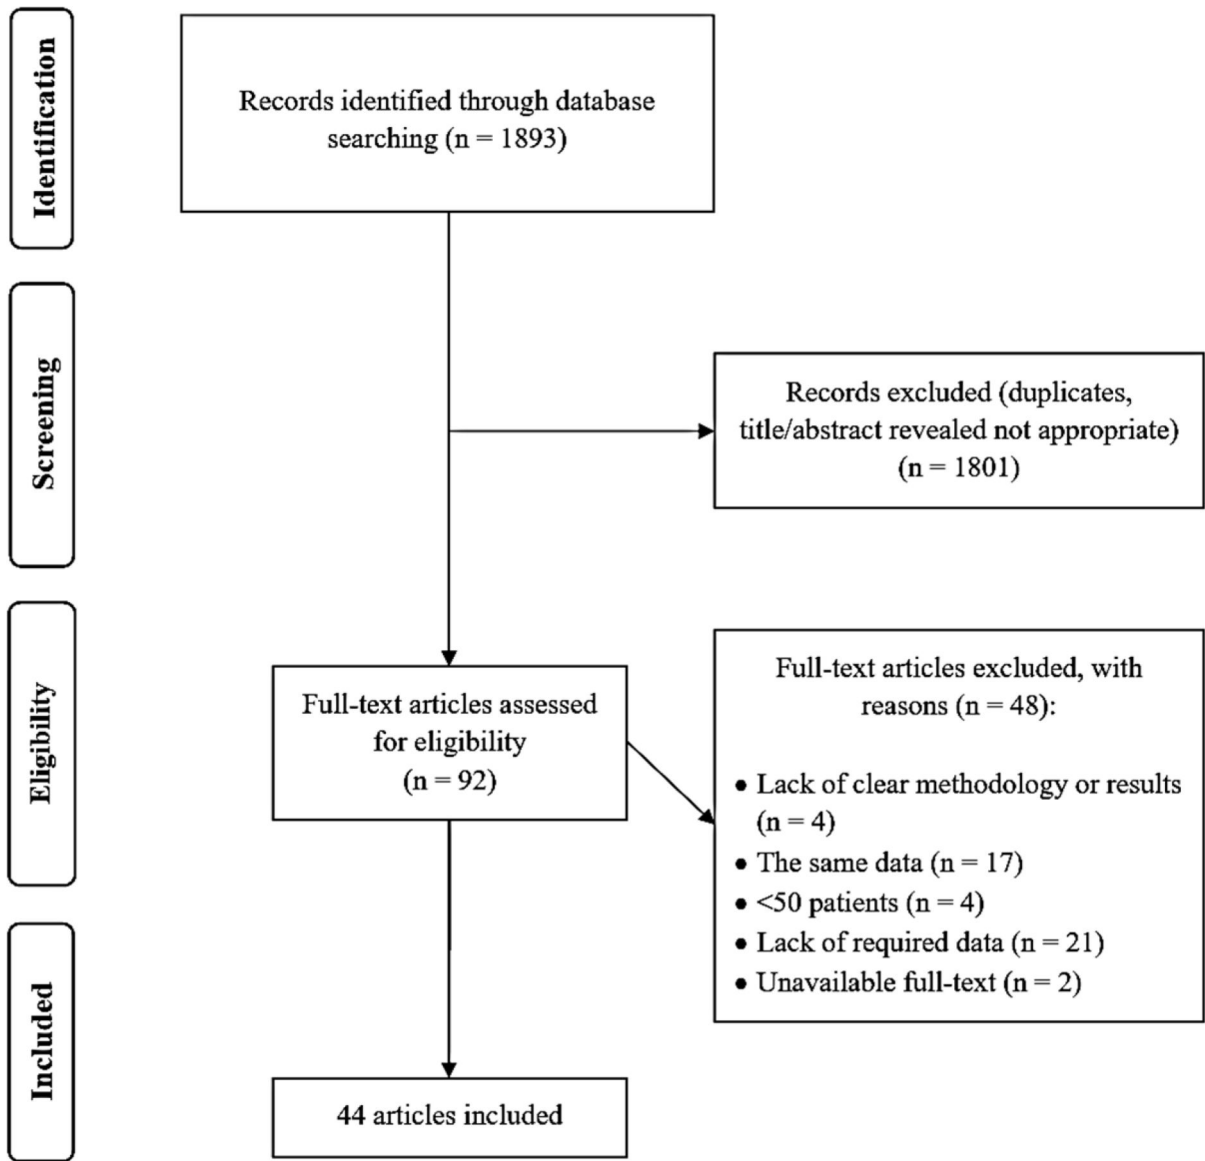 Identification
Records identified through database
searching (n = 1893)
Screening
Records excluded (duplicates,
title/abstract revealed not appropriate)
(n = 1801)
Eligibility
Full-text articles assessed
for eligibility
(n = 92)
Full-text articles excluded, with
reasons (n = 48):
• Lack of clear methodology or results
(n = 4)
• The same data (n = 17)
• <50 patients (n = 4)
• Lack of required data (n = 21)
• Unavailable full-text (n = 2)
Included
44 articles included